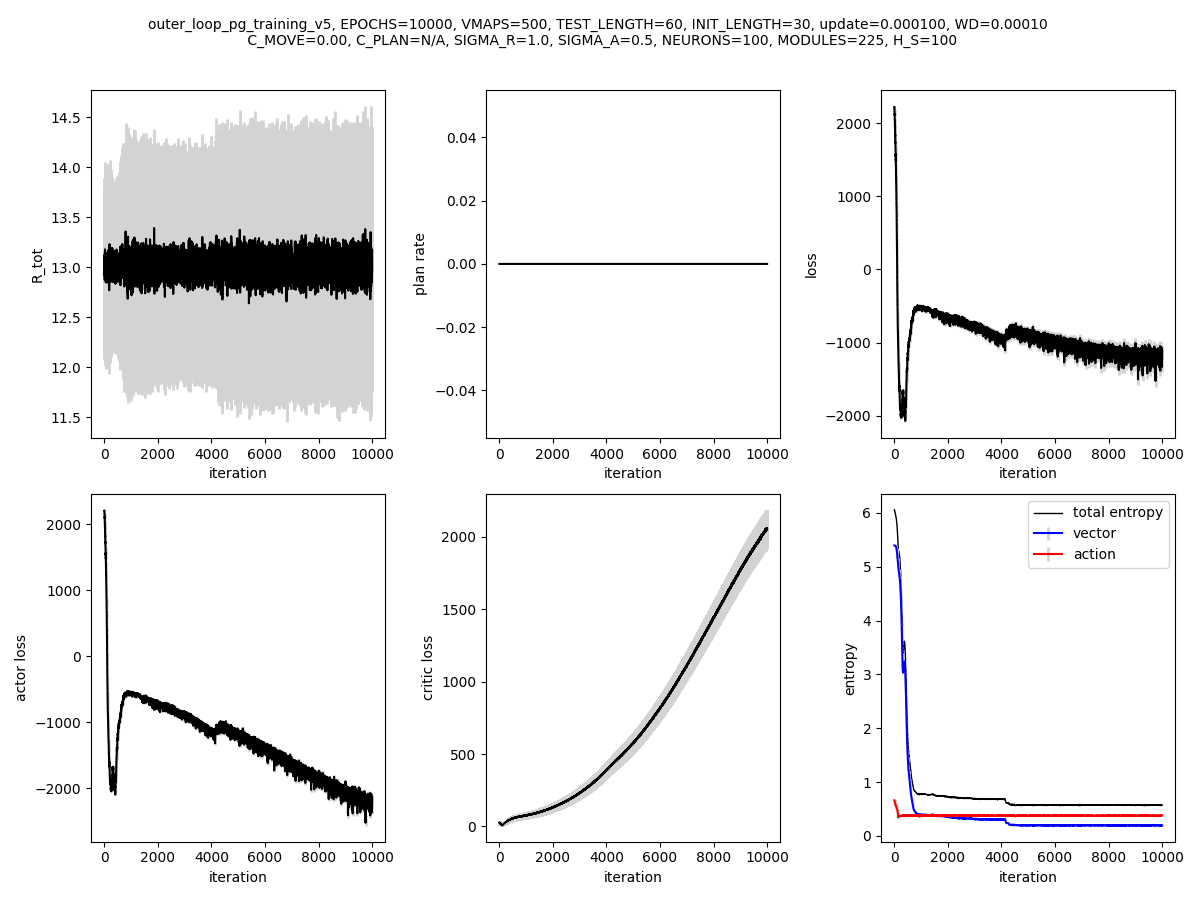 outer_loop_pg_training_v5, EPOCHS=10000, VMAPS=500, TEST_LENGTH=60, INIT_LENGTH=30, update=0.000100, WD=0.00010
C_MOVE=0.00, C_PLAN=N/A, SIGMA_R=1.0, SIGMA_A=0.5, NEURONS=100, MODULES=225, H_S=100
14.5
14.0
13.5
13.0
12.5
12.0
11.5
R_tot
0 2000 4000 6000 8000 10000
iteration
0.04
0.02
0.00
−0.02
−0.04
plan rate
0 2000 4000 6000 8000 10000
iteration
2000
1000
0
−1000
−2000
loss
0 2000 4000 6000 8000 10000
iteration
2000
1000
0
−1000
−2000
actor loss
0 2000 4000 6000 8000 10000
iteration
2000
1500
1000
500
0
critic loss
0 2000 4000 6000 8000 10000
iteration
6
5
4
3
2
1
0
entropy
total entropy
vector
action
0 2000 4000 6000 8000 10000
iteration